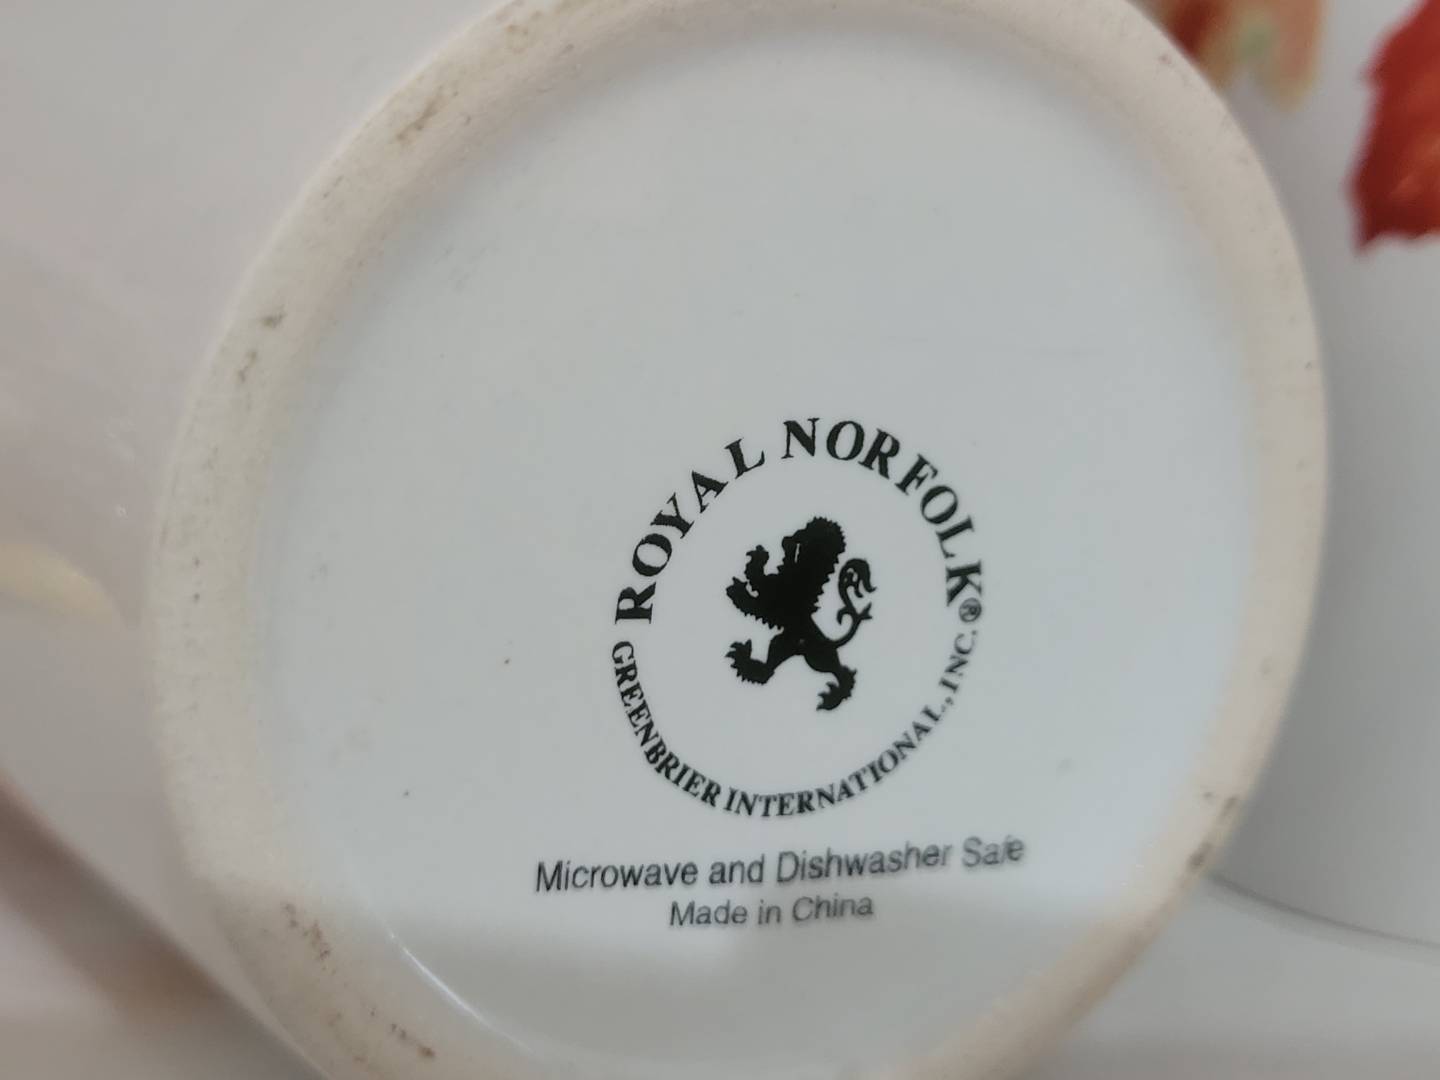 ROYAL NORFOLK®
GREENBRIER INTERNATIONAL, INC.
Microwave and Dishwasher Safe
Made in China